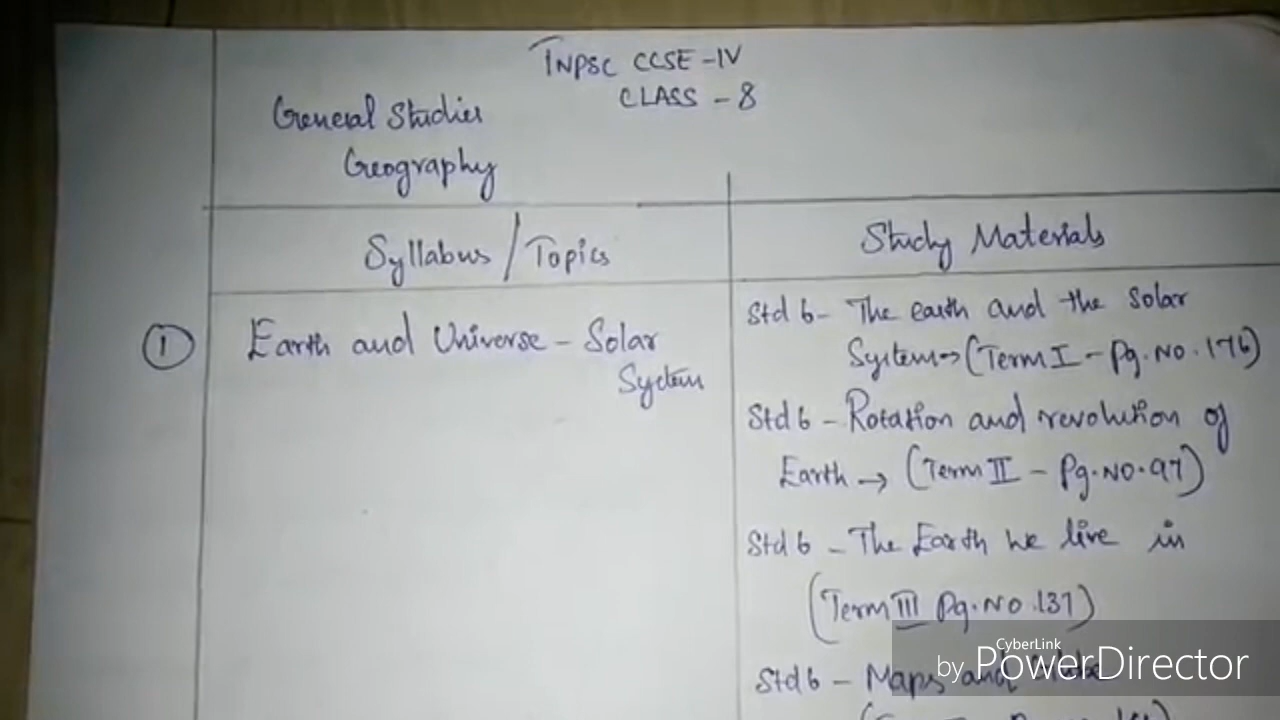 TNPSC CCSE -IV
CLASS - 8
General Studies
Geography
Syllabus / Topics
Study Materials
① Earth and Universe - Solar
System
Std 6- The earth and the Solar
System → (Term I - Pg.No.176)
Std 6 - Rotation and revolution of
Earth → (Term II - Pg.No.97)
Std 6 - The Earth we live in
(Term III Pg.No.137)
Std 6 - Maps and
CyberLink
by PowerDirector